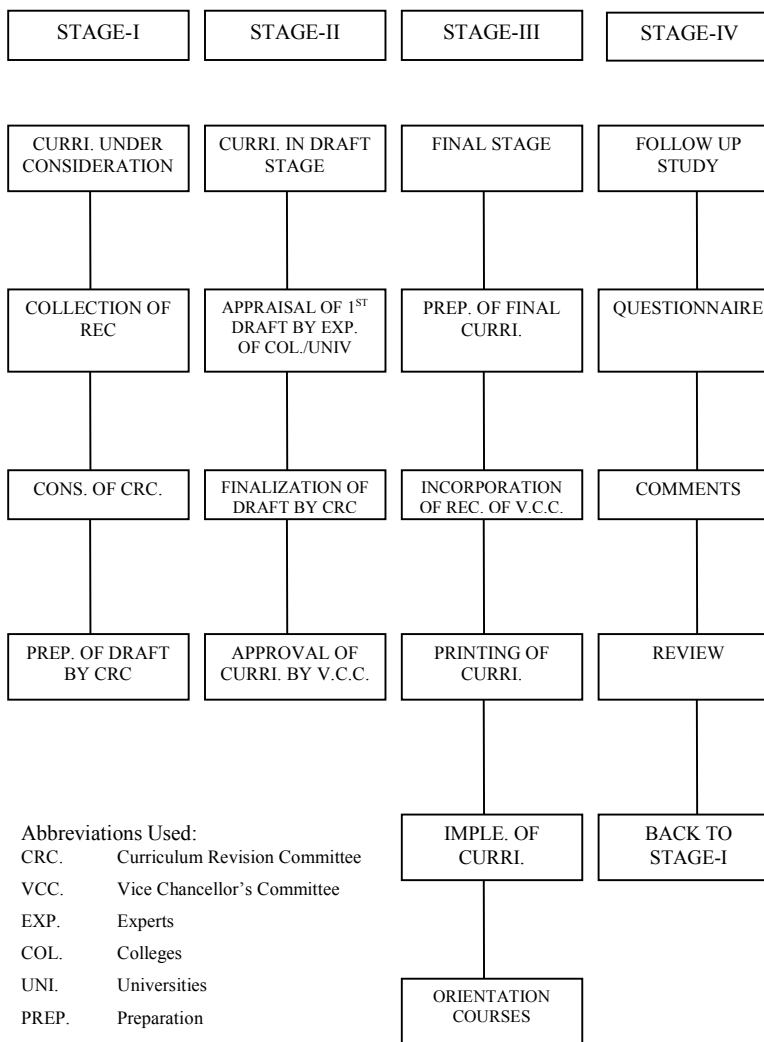 STAGE-I
STAGE-II
STAGE-III
STAGE-IV
CURRI. UNDER
CONSIDERATION
CURRI. IN DRAFT
STAGE
FINAL STAGE
FOLLOW UP
STUDY
COLLECTION OF
REC
APPRAISAL OF 1ST
DRAFT BY EXP.
OF COL./UNIV
PREP. OF FINAL
CURRI.
QUESTIONNAIRE
CONS. OF CRC.
FINALIZATION OF
DRAFT BY CRC
INCORPORATION
OF REC. OF V.C.C.
COMMENTS
PREP. OF DRAFT
BY CRC
APPROVAL OF
CURRI. BY V.C.C.
PRINTING OF
CURRI.
REVIEW
IMPLE. OF
CURRI.
BACK TO
STAGE-I
ORIENTATION
COURSES
Abbreviations Used:
CRC. Curriculum Revision Committee
VCC. Vice Chancellor’s Committee
EXP. Experts
COL. Colleges
UNI. Universities
PREP. Preparation